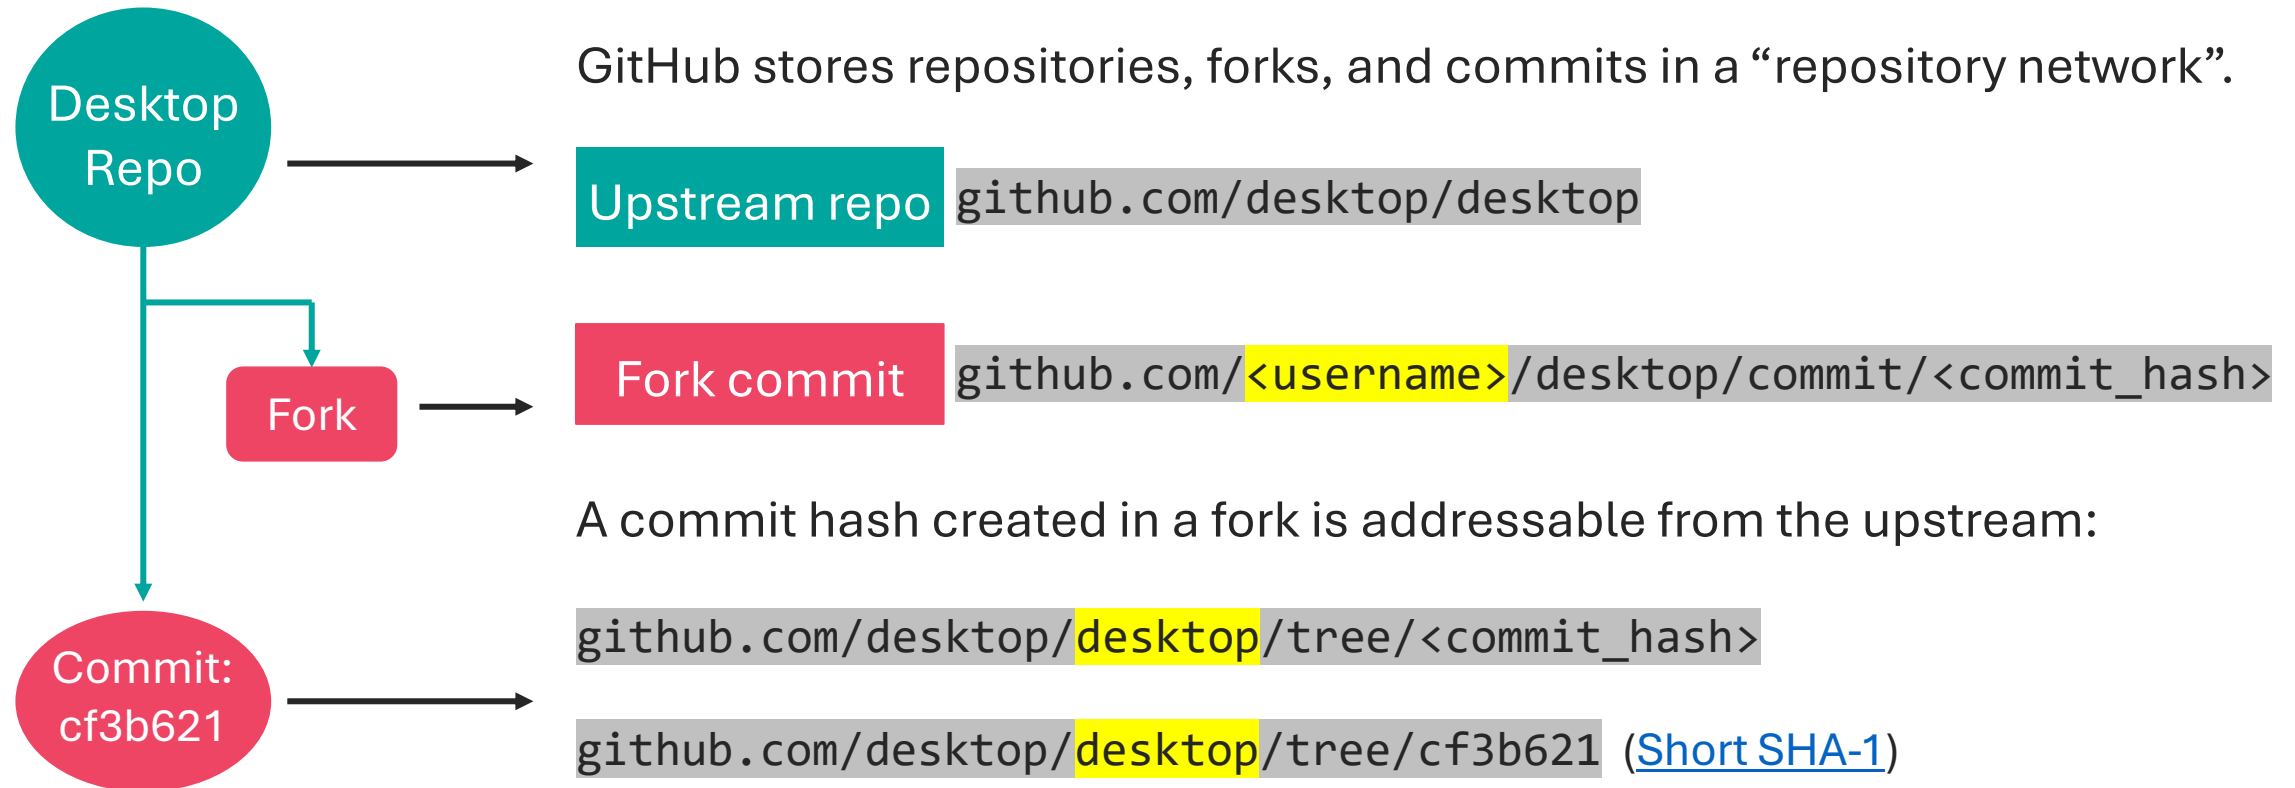 Desktop
Repo
GitHub stores repositories, forks, and commits in a “repository network”.
Upstream repo github.com/desktop/desktop
Fork
Fork commit github.com/<username>/desktop/commit/<commit_hash>
A commit hash created in a fork is addressable from the upstream:
Commit:
cf3b621
github.com/desktop/desktop/tree/<commit_hash>
github.com/desktop/desktop/tree/cf3b621 (Short SHA-1)